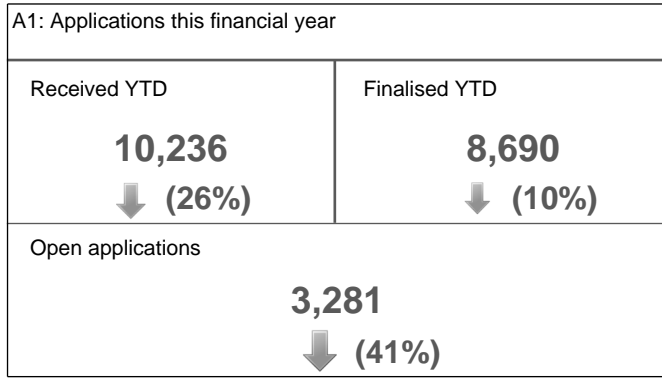 A1: Applications this financial year
Received YTD
10,236
(26%)
Finalised YTD
8,690
(10%)
Open applications
3,281
(41%)